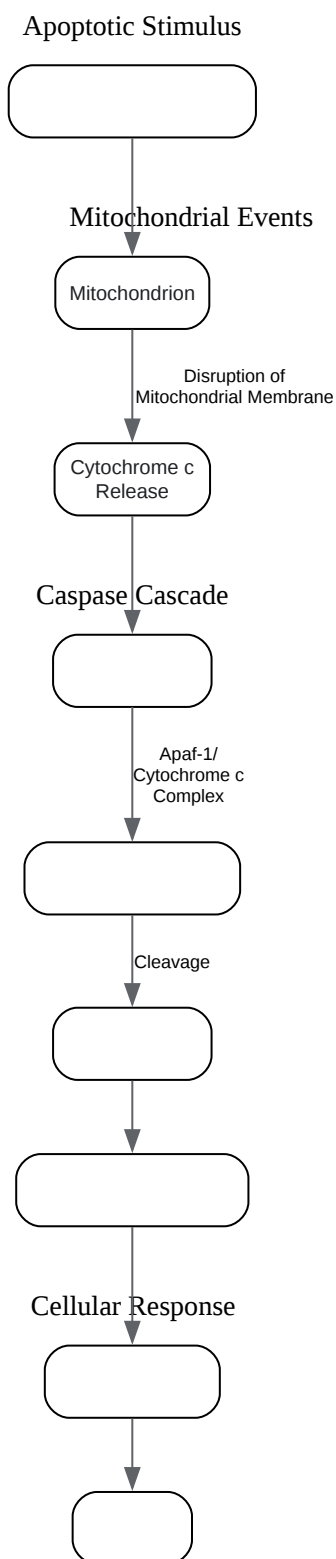 Apoptotic Stimulus
Mitochondrial Events
Mitochondrion
Disruption of
Mitochondrial Membrane
Cytochrome c
Release
Caspase Cascade
Apaf-1/
Cytochrome c
Complex
Cleavage
Cellular Response